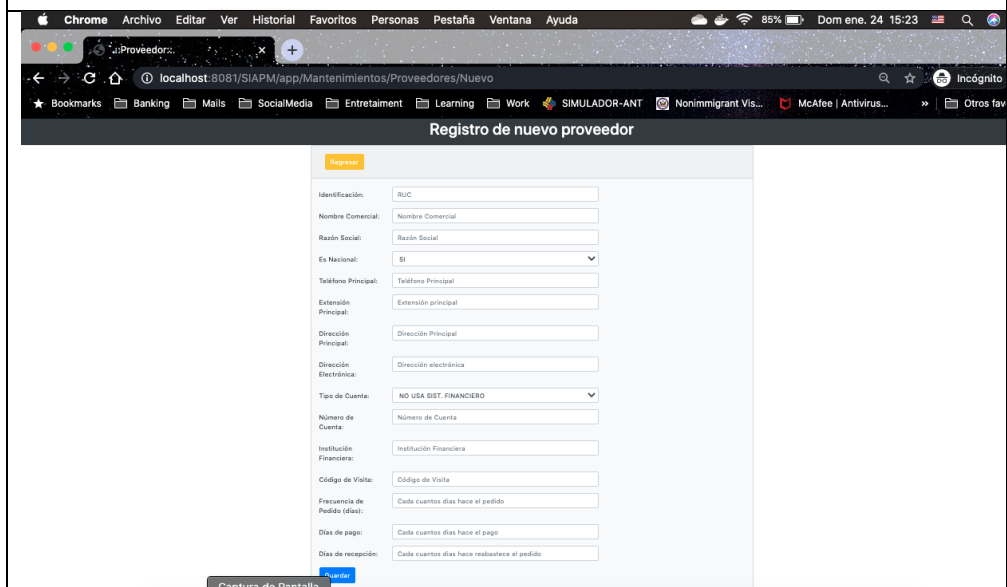 Chrome Archivo Editar Ver Historial Favoritos Personas Pestaña Ventana Ayuda 85% Dom ene. 24 15:23
.::Proveedor::.
localhost:8081/SIAPM/app/Mantenimientos/Proveedores/Nuevo Incógnito
Bookmarks Banking Mails SocialMedia Entretaiment Learning Work SIMULADOR-ANT Nonimmigrant Vis... McAfee | Antivirus... » Otros fav
Registro de nuevo proveedor
Regresar
Identificación: RUC
Nombre Comercial: Nombre Comercial
Razón Social: Razón Social
Es Nacional: SI
Teléfono Principal: Teléfono Principal
Extensión Principal: Extensión principal
Dirección Principal: Dirección Principal
Dirección Electrónica: Dirección electrónica
Tipo de Cuenta: NO USA SIST. FINANCIERO
Número de Cuenta: Número de Cuenta
Institución Financiera: Institución Financiera
Código de Visita: Código de Visita
Frecuencia de Pedido (días): Cada cuantos días hace el pedido
Días de pago: Cada cuantos días hace el pago
Días de recepción: Cada cuantos días hace reabastece el pedido
Guardar
Captura de Pantalla